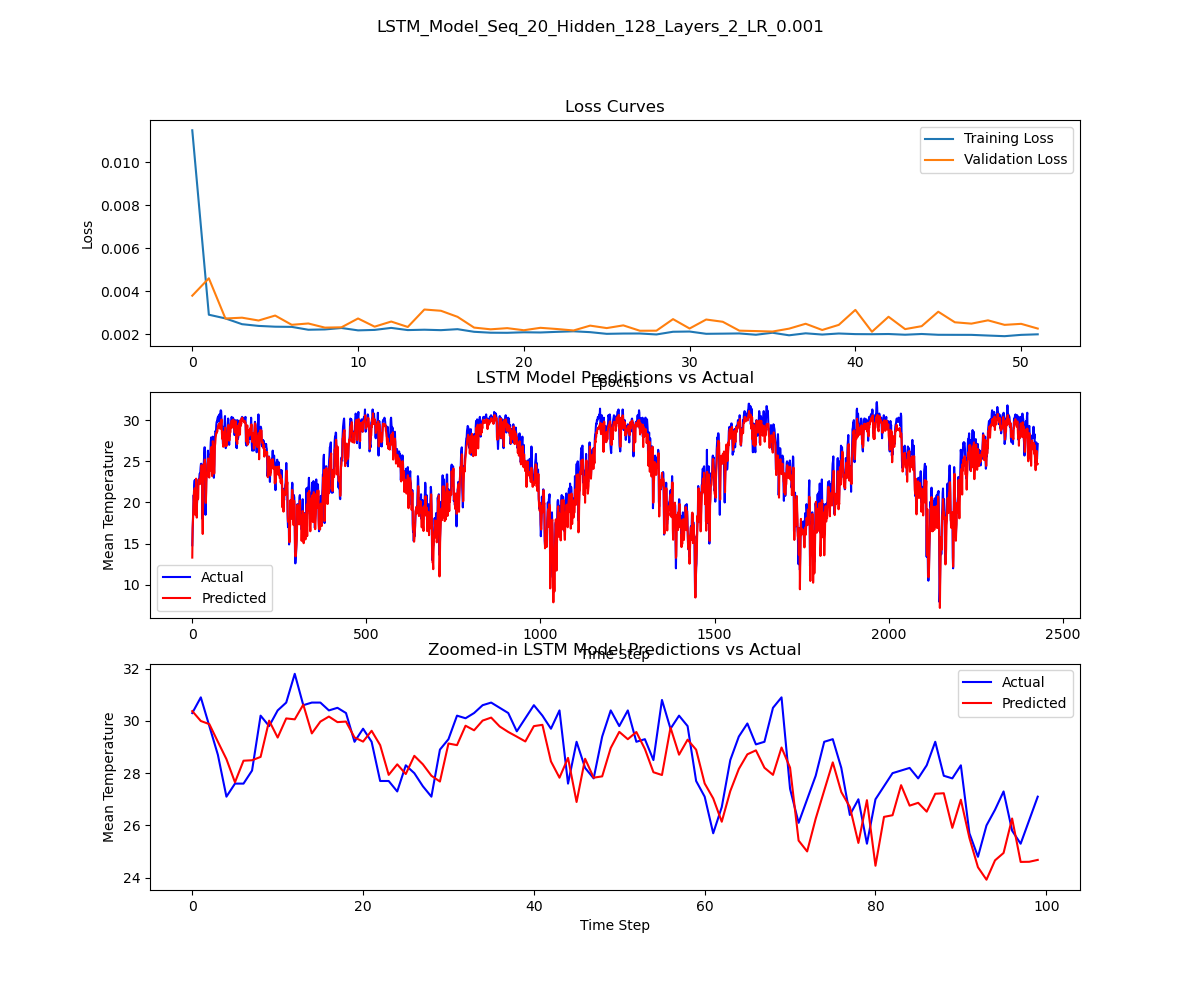 LSTM_Model_Seq_20_Hidden_128_Layers_2_LR_0.001
Loss Curves
Loss
0.010
0.008
0.006
0.004
0.002
Training Loss
Validation Loss
0 10 20 30 40 50
Epochs
LSTM Model Predictions vs Actual
Mean Temperature
30
25
20
15
10
Actual
Predicted
0 500 1000 1500 2000 2500
Time Step
Zoomed-in LSTM Model Predictions vs Actual
Mean Temperature
32
30
28
26
24
Actual
Predicted
0 20 40 60 80 100
Time Step